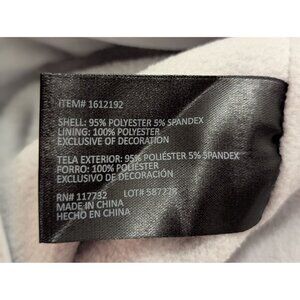 ITEM# 1612192
SHELL: 95% POLYESTER 5% SPANDEX
LINING: 100% POLYESTER
EXCLUSIVE OF DECORATION
TELA EXTERIOR: 95% POLIÉSTER 5% SPANDEX
FORRO: 100% POLIÉSTER
EXCLUSIVO DE DECORACIÓN
RN# 117732 LOT# 587228
MADE IN CHINA
HECHO EN CHINA